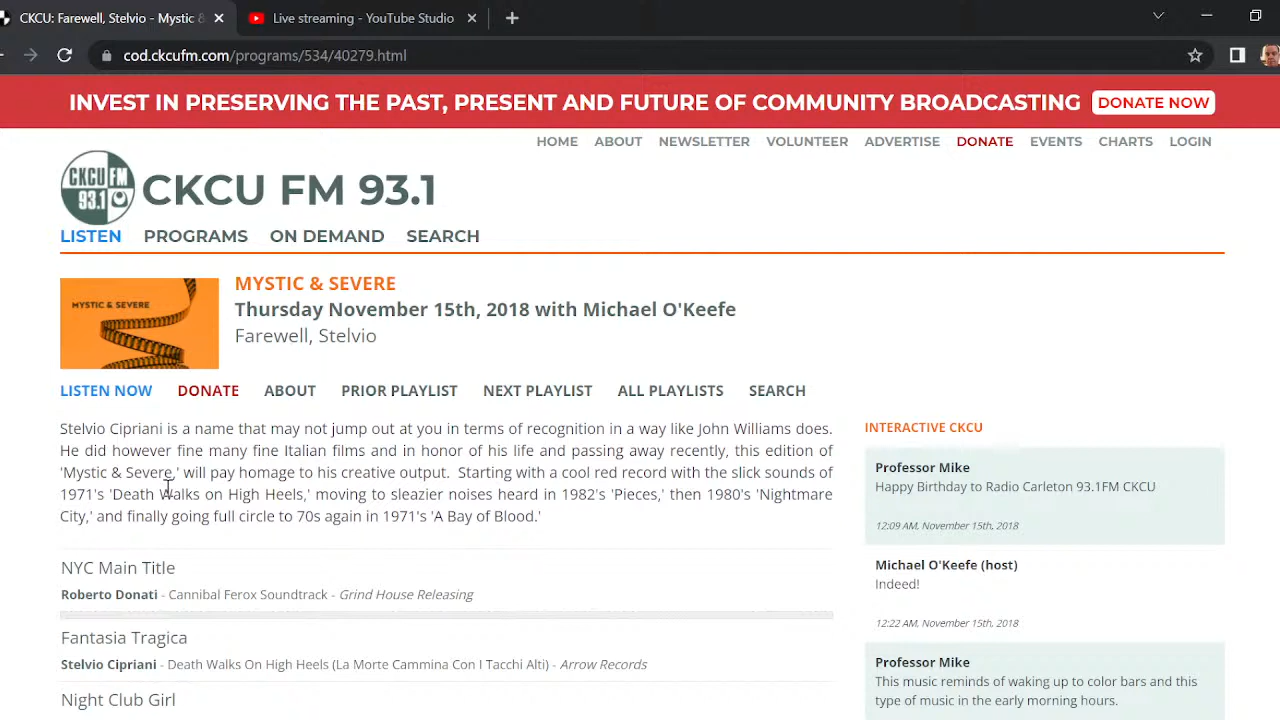 CKCU: Farewell, Stelvio - Mystic &
Live streaming - YouTube Studio
cod.ckcufm.com/programs/534/40279.html
INVEST IN PRESERVING THE PAST, PRESENT AND FUTURE OF COMMUNITY BROADCASTING DONATE NOW
HOME ABOUT NEWSLETTER VOLUNTEER ADVERTISE DONATE EVENTS CHARTS LOGIN
CKCU FM
93.1
CKCU FM 93.1
LISTEN PROGRAMS ON DEMAND SEARCH
MYSTIC & SEVERE
MYSTIC & SEVERE
Thursday November 15th, 2018 with Michael O'Keefe
Farewell, Stelvio
LISTEN NOW DONATE ABOUT PRIOR PLAYLIST NEXT PLAYLIST ALL PLAYLISTS SEARCH
Stelvio Cipriani is a name that may not jump out at you in terms of recognition in a way like John Williams does.
He did however fine many fine Italian films and in honor of his life and passing away recently, this edition of
'Mystic & Severe,' will pay homage to his creative output. Starting with a cool red record with the slick sounds of
1971's 'Death Walks on High Heels,' moving to sleazier noises heard in 1982's 'Pieces,' then 1980's 'Nightmare
City,' and finally going full circle to 70s again in 1971's 'A Bay of Blood.'
NYC Main Title
Roberto Donati - Cannibal Ferox Soundtrack - Grind House Releasing
Fantasia Tragica
Stelvio Cipriani - Death Walks On High Heels (La Morte Cammina Con I Tacchi Alti) - Arrow Records
Night Club Girl
INTERACTIVE CKCU
Professor Mike
Happy Birthday to Radio Carleton 93.1FM CKCU
12:09 AM, November 15th, 2018
Michael O'Keefe (host)
Indeed!
12:22 AM, November 15th, 2018
Professor Mike
This music reminds of waking up to color bars and this
type of music in the early morning hours.